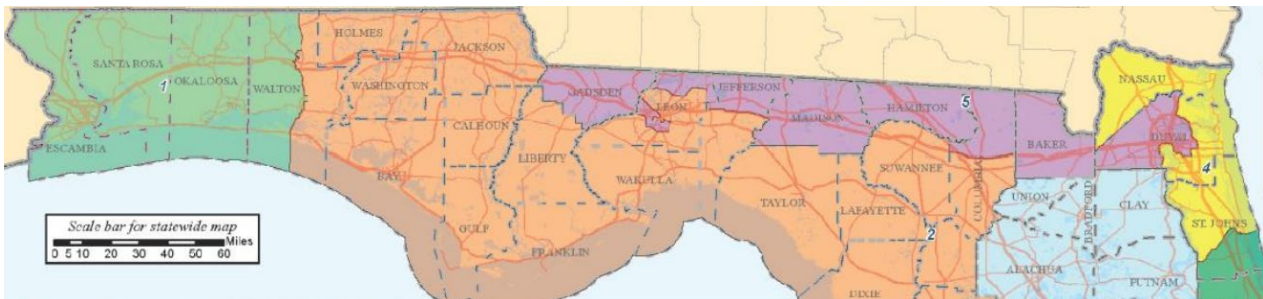 HOLMES
JACKSON
NASSAU
SANTA ROSA
OKALOOSA
1
WALTON
WASHINGTON
GADSDEN
LEON
JEFFERSON
MADISON
HAMILTON
5
BAKER
DUVAL
ESCAMBIA
CALHOUN
LIBERTY
BAY
WAKULLA
TAYLOR
SUWANNEE
LAFAYETTE
COLUMBIA
UNION
BRADFORD
CLAY
4
ST. JOHNS
GULF
FRANKLIN
2
DIXIE
ALACHUA
PUTNAM
Scale bar for statewide map
Miles
0 5 10 20 30 40 50 60